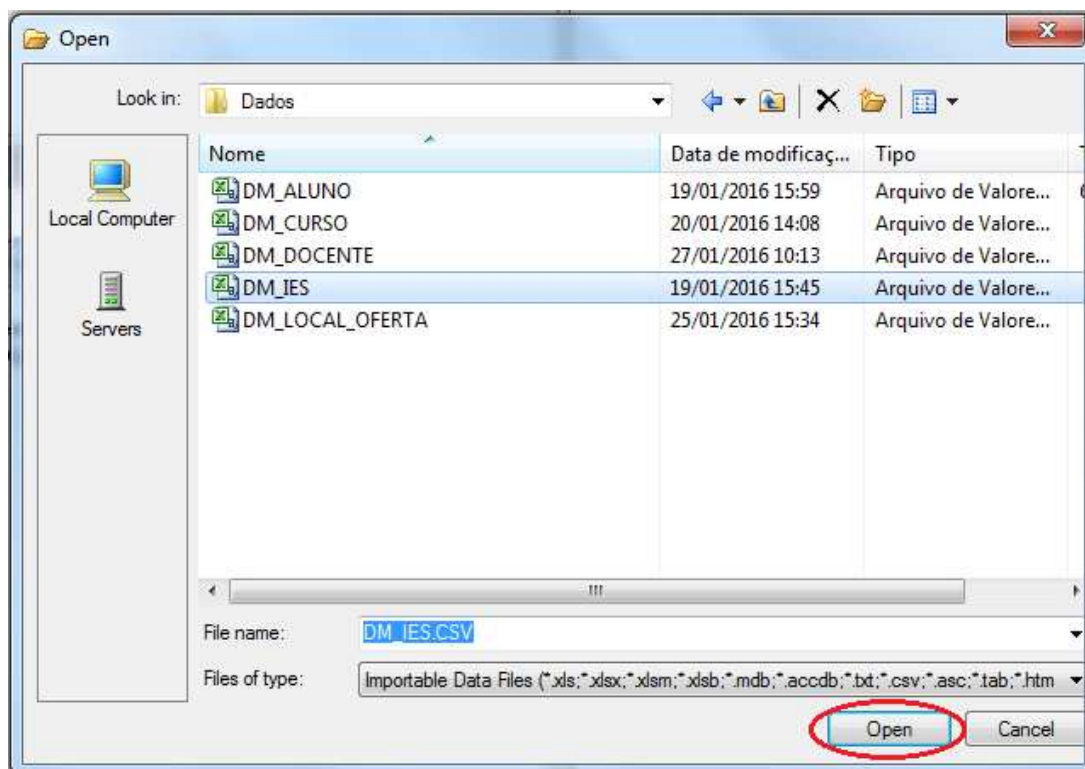 Open
Look in: Dados
Nome Data de modificaç... Tipo
DM_ALUNO 19/01/2016 15:59 Arquivo de Valore...
DM_CURSO 20/01/2016 14:08 Arquivo de Valore...
DM_DOCENTE 27/01/2016 10:13 Arquivo de Valore...
DM_IES 19/01/2016 15:45 Arquivo de Valore...
DM_LOCAL_OFERTA 25/01/2016 15:34 Arquivo de Valore...
Local Computer
Servers
File name: DM_IES.CSV
Files of type: Importable Data Files (*.xls;*.xlsx;*.xlsm;*.xlsb;*.mdb;*.accdb;*.txt;*.csv;*.asc;*.tab;*.htm
Open Cancel